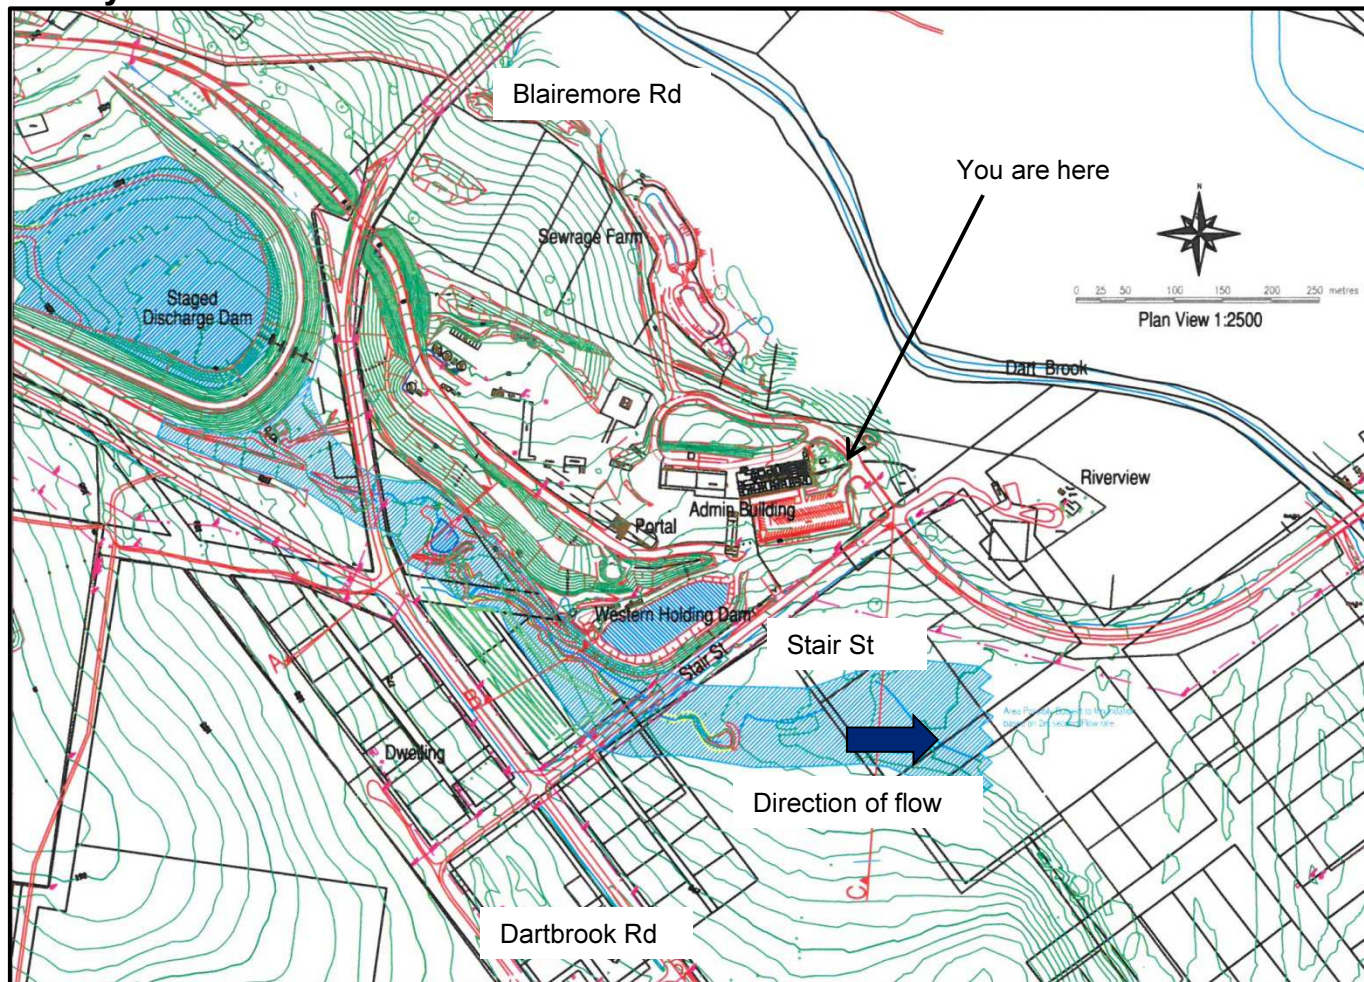 Blairemore Rd
You are here
N
Sewrage Farm
0 25 50 100 150 200 250 metres
Plan View 1:2500
Staged
Discharge Dam
Dart Brook
Riverview
Admin Building
Portal
Western Holding Dam
Stair St
Stair St
A
B
Dwelling
Direction of flow
C
Dartbrook Rd